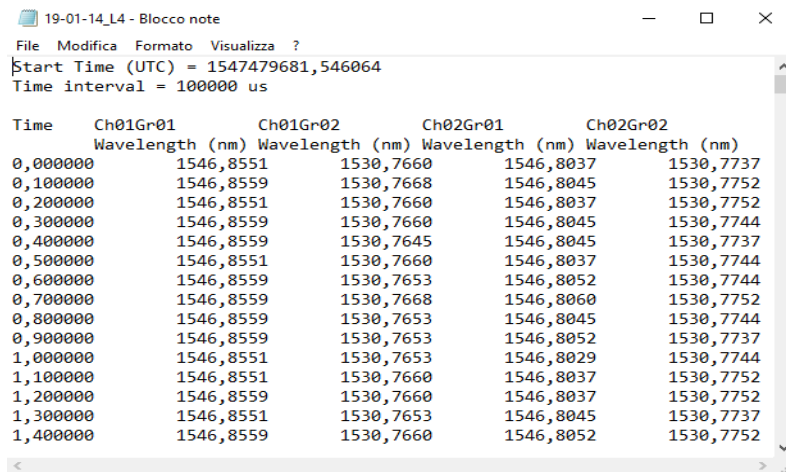 19-01-14_L4 - Blocco note
File Modifica Formato Visualizza ?
Start Time (UTC) = 1547479681,546064
Time interval = 100000 us
Time Ch01Gr01 Ch01Gr02 Ch02Gr01 Ch02Gr02
Wavelength (nm) Wavelength (nm) Wavelength (nm) Wavelength (nm)
0,000000 1546,8551 1530,7660 1546,8037 1530,7737
0,100000 1546,8559 1530,7668 1546,8045 1530,7752
0,200000 1546,8551 1530,7660 1546,8037 1530,7752
0,300000 1546,8559 1530,7660 1546,8045 1530,7744
0,400000 1546,8559 1530,7645 1546,8045 1530,7737
0,500000 1546,8551 1530,7660 1546,8037 1530,7744
0,600000 1546,8559 1530,7653 1546,8052 1530,7744
0,700000 1546,8559 1530,7668 1546,8060 1530,7752
0,800000 1546,8559 1530,7653 1546,8045 1530,7744
0,900000 1546,8559 1530,7653 1546,8052 1530,7737
1,000000 1546,8551 1530,7653 1546,8029 1530,7744
1,100000 1546,8551 1530,7660 1546,8037 1530,7752
1,200000 1546,8559 1530,7660 1546,8037 1530,7752
1,300000 1546,8551 1530,7653 1546,8045 1530,7737
1,400000 1546,8559 1530,7660 1546,8052 1530,7752